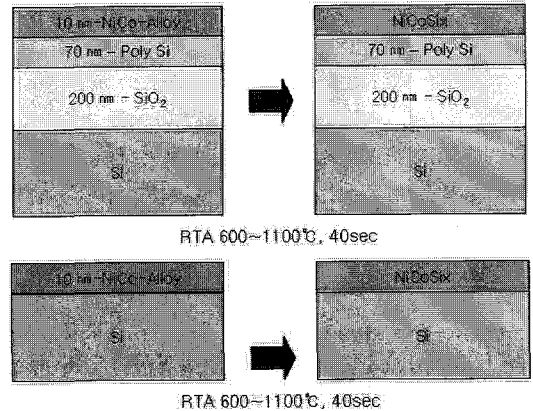 10 nm-NiCo-Alloy
NiCoSix
70 nm - Poly Si
70 nm - Poly Si
200 nm - SiO₂
200 nm - SiO₂
Si
Si
RTA 600~1100℃, 40sec
10 nm-NiCo-Alloy
NiCoSix
Si
Si
RTA 600~1100℃, 40sec